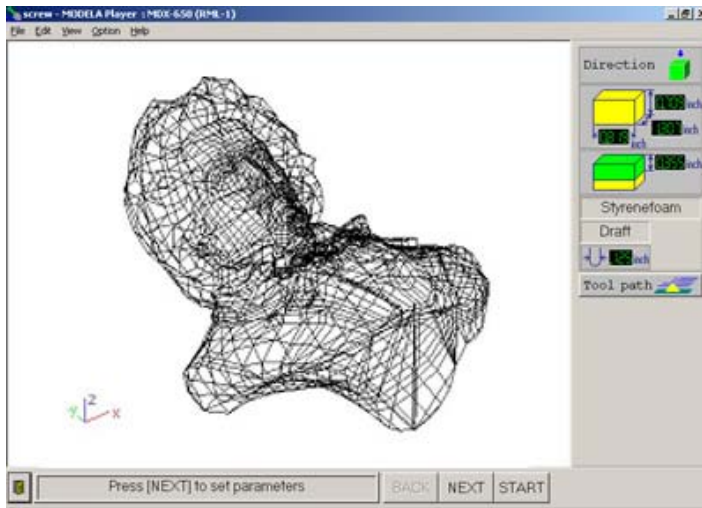 screw - MODELA Player : MDX-650 (RML-1)
File Edit View Option Help
Direction
inch
inch
inch
inch
Styrenefoam
Draft
inch
Tool path
Z
Y X
Press [NEXT] to set parameters
BACK NEXT START